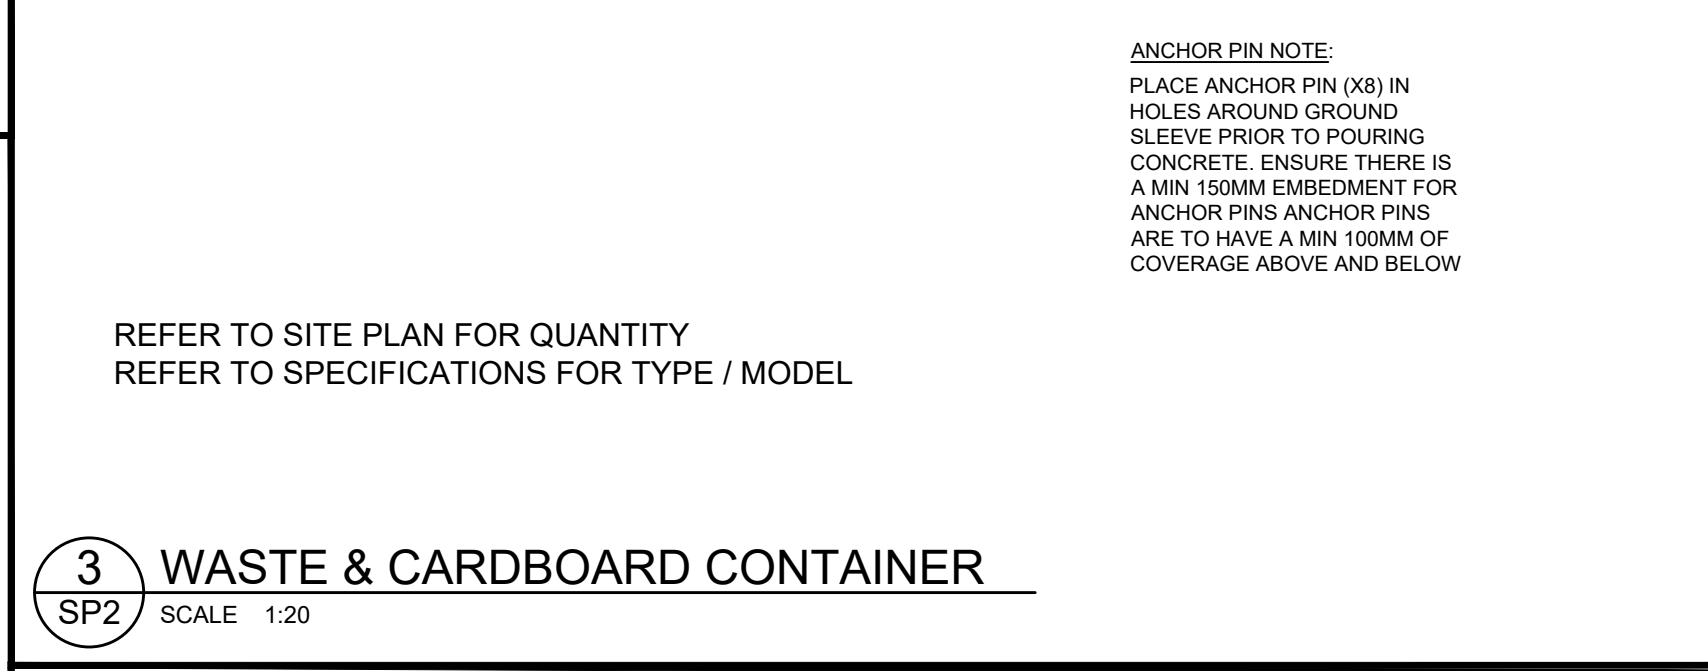 ANCHOR PIN NOTE:
PLACE ANCHOR PIN (X8) IN
HOLES AROUND GROUND
SLEEVE PRIOR TO POURING
CONCRETE. ENSURE THERE IS
A MIN 150MM EMBEDMENT FOR
ANCHOR PINS ANCHOR PINS
ARE TO HAVE A MIN 100MM OF
COVERAGE ABOVE AND BELOW
REFER TO SITE PLAN FOR QUANTITY
REFER TO SPECIFICATIONS FOR TYPE / MODEL
3 WASTE & CARDBOARD CONTAINER
SP2 SCALE 1:20